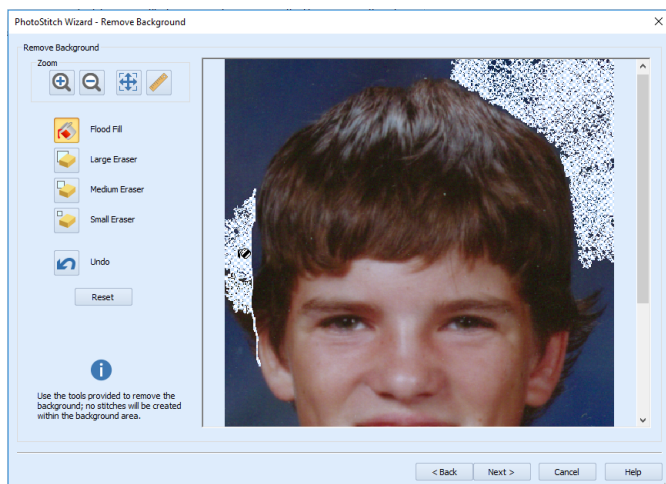 PhotoStitch Wizard - Remove Background
Remove Background
Zoom
Flood Fill
Large Eraser
Medium Eraser
Small Eraser
Undo
Reset
Use the tools provided to remove the
background; no stitches will be created
within the background area.
< Back
Next >
Cancel
Help